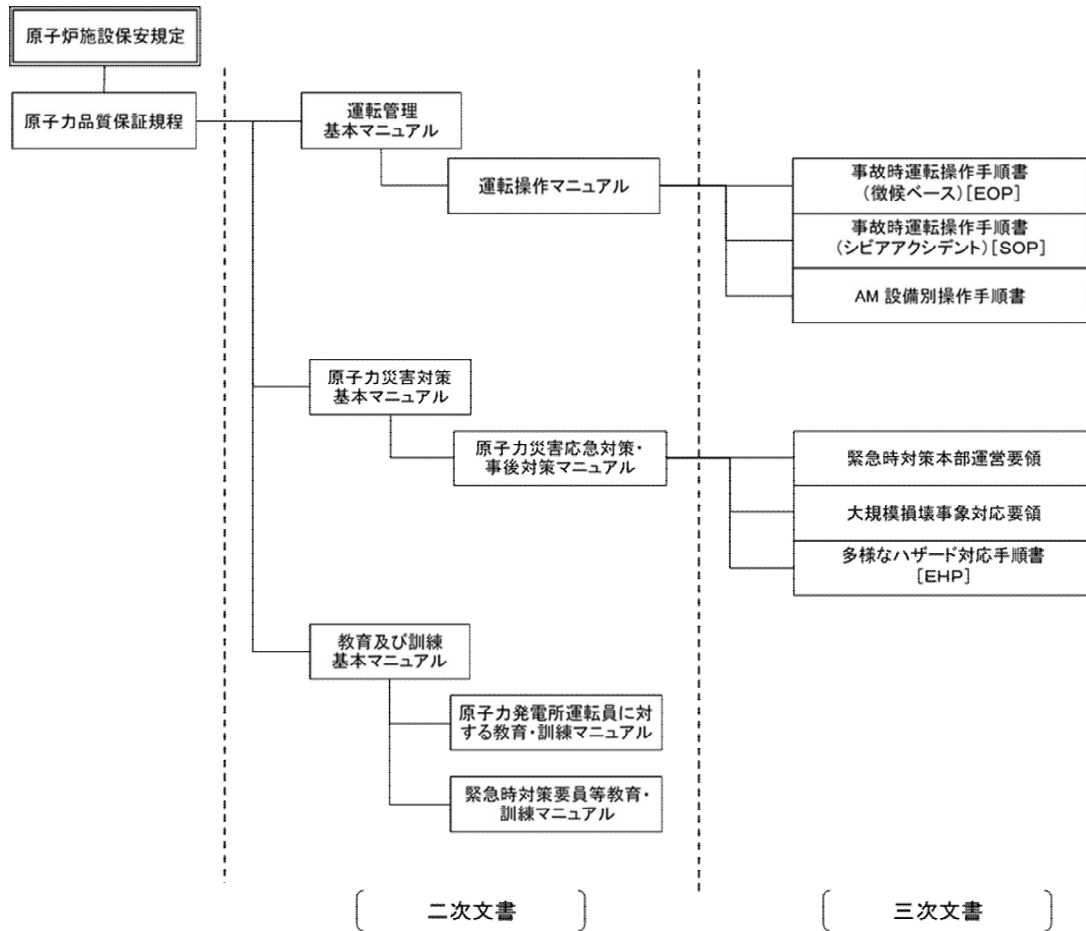 原子炉施設保安規定
原子力品質保証規程
運転管理
基本マニュアル
運転操作マニュアル
事故時運転操作手順書
(徴候ベース)[EOP]
事故時運転操作手順書
(シビアアクシデント)[SOP]
AM 設備別操作手順書
原子力災害対策
基本マニュアル
原子力災害応急対策・
事後対策マニュアル
緊急時対策本部運営要領
大規模損壊事象対応要領
多様なハザード対応手順書
[EHP]
教育及び訓練
基本マニュアル
原子力発電所運転員に対
する教育・訓練マニュアル
緊急時対策要員等教育・
訓練マニュアル
二次文書
三次文書